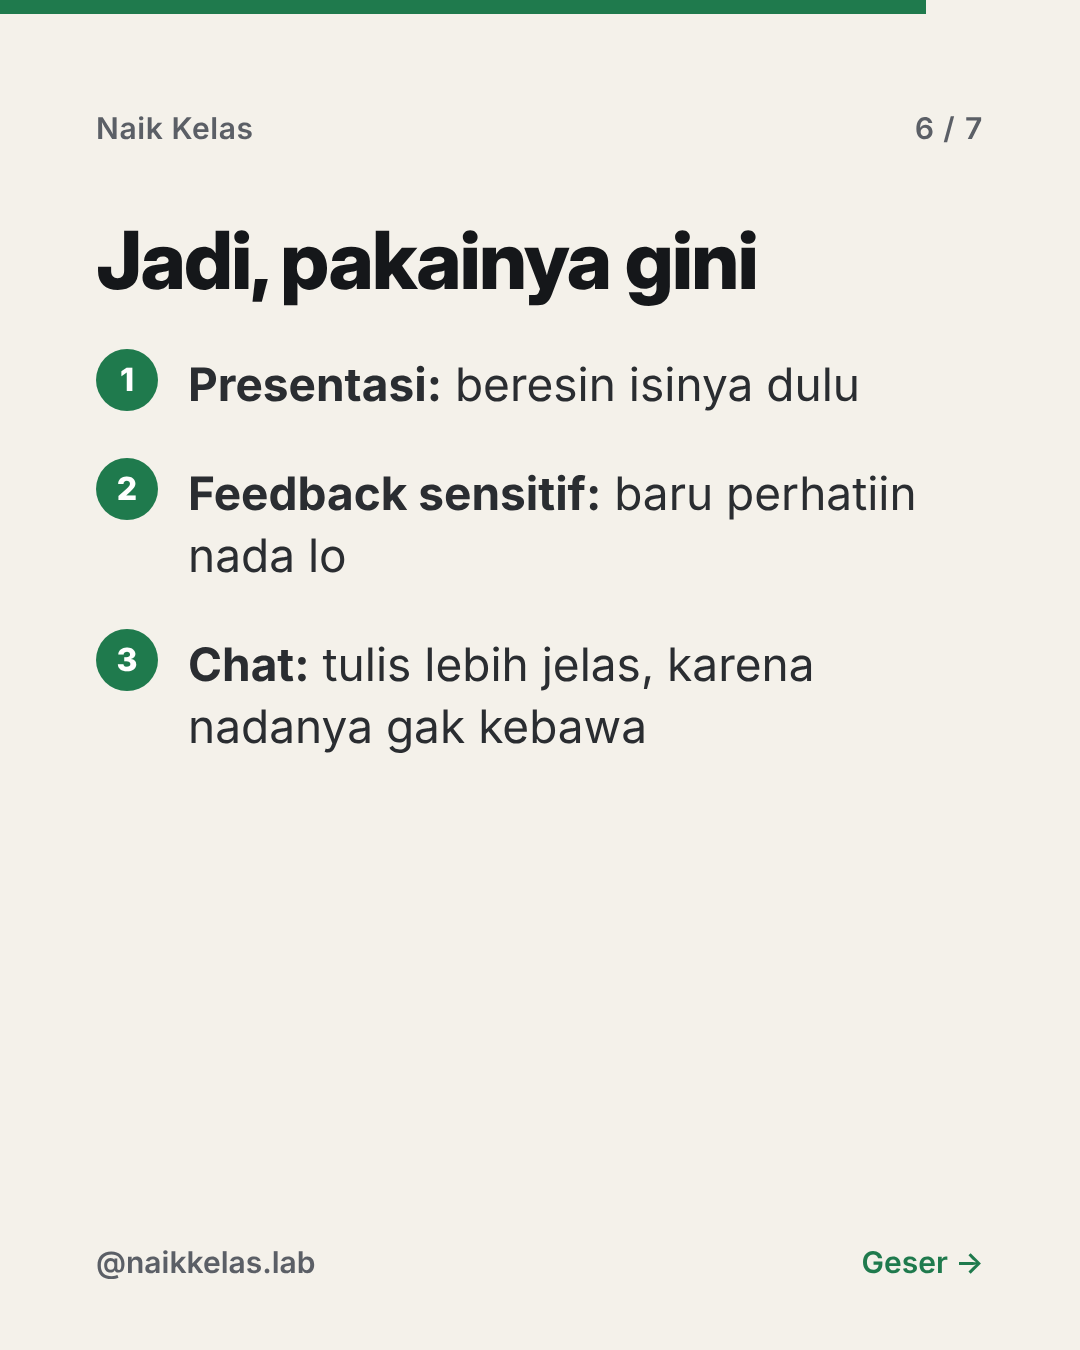 Naik Kelas
6 / 7
Jadi, pakainya gini
1 Presentasi: beresin isinya dulu
2 Feedback sensitif: baru perhatiin
nada lo
3 Chat: tulis lebih jelas, karena
nadanya gak kebawa
@naikkelas.lab
Geser →